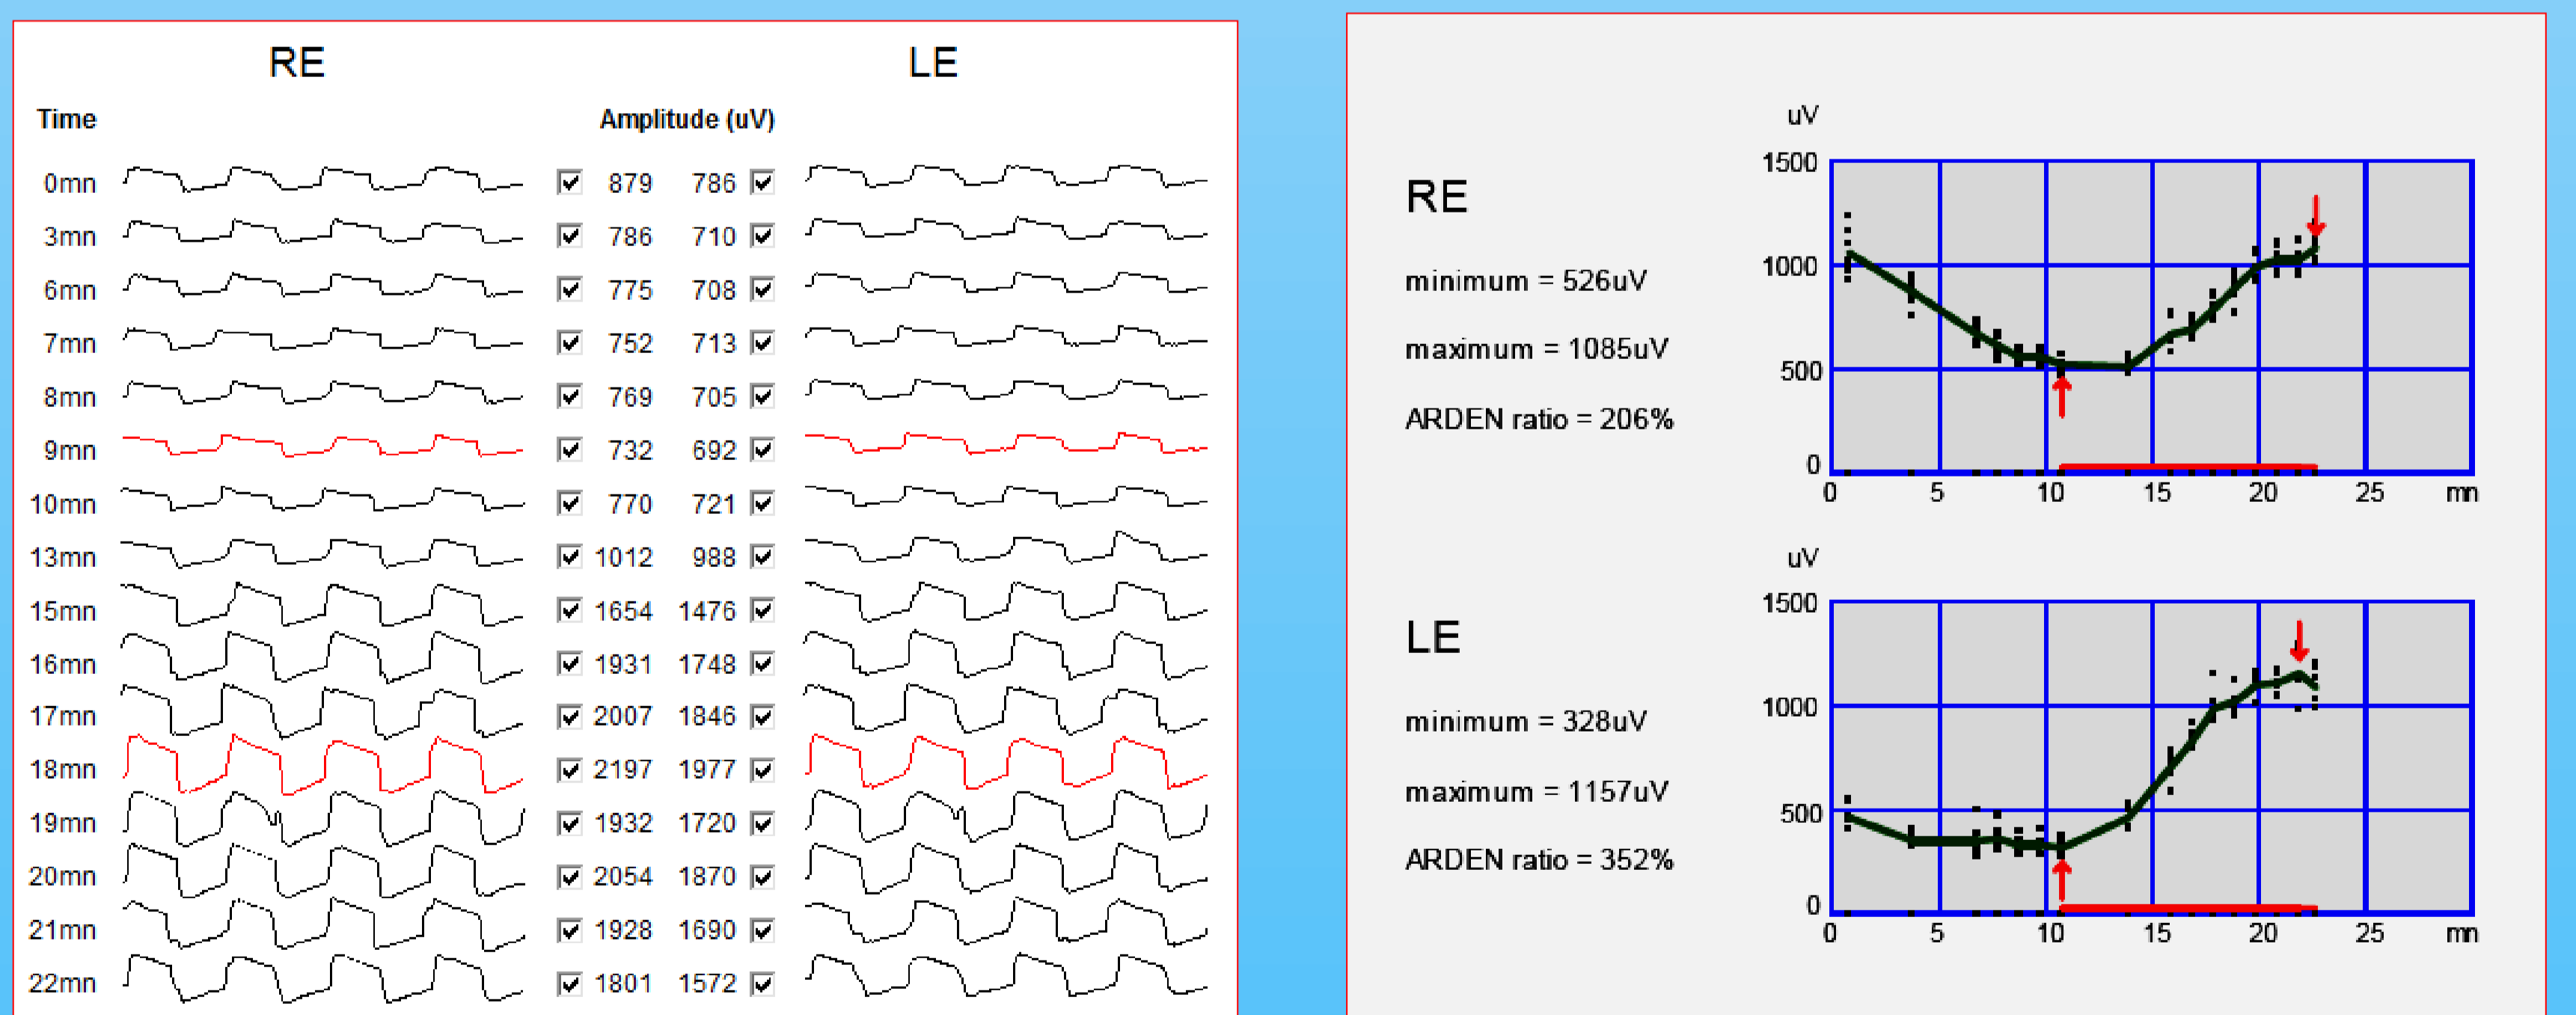 RE LE
Time Amplitude (uV)
0mn 879 786
3mn 786 710
6mn 775 708
7mn 752 713
8mn 769 705
9mn 732 692
10mn 770 721
13mn 1012 988
15mn 1654 1476
16mn 1931 1748
17mn 2007 1846
18mn 2197 1977
19mn 1932 1720
20mn 2054 1870
21mn 1928 1690
22mn 1801 1572
RE
minimum = 526uV
maximum = 1085uV
ARDEN ratio = 206%
uV
1500
1000
500
0
0 5 10 15 20 25 mn
LE
minimum = 328uV
maximum = 1157uV
ARDEN ratio = 352%
uV
1500
1000
500
0
0 5 10 15 20 25 mn